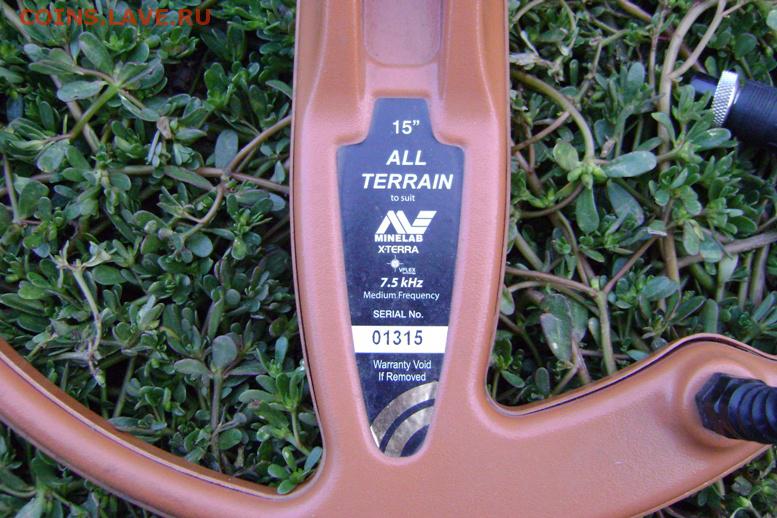 COINS.LAVE.RU
15”
ALL
TERRAIN
to suit
MINELAB
X-TERRA
VFLEX
7.5 kHz
Medium Frequency
SERIAL No.
01315
Warranty Void
If Removed